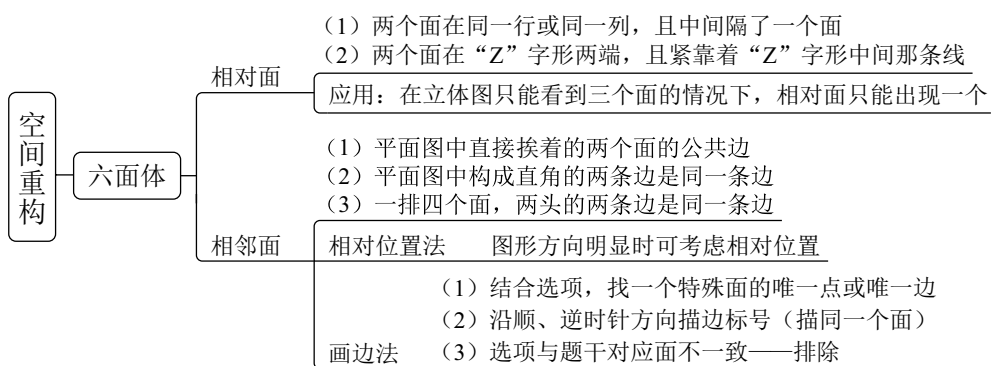 (1) 两个面在同一行或同一列，且中间隔了一个面
(2) 两个面在“Z”字形两端，且紧靠着“Z”字形中间那条线
相对面
应用：在立体图只能看到三个面的情况下，相对面只能出现一个
空间重构
六面体
(1) 平面图中直接挨着的两个面的公共边
(2) 平面图中构成直角的两条边是同一条边
(3) 一排四个面，两头的两条边是同一条边
相邻面
相对位置法 图形方向明显时可考虑相对位置
(1) 结合选项，找一个特殊面的唯一点或唯一边
(2) 沿顺、逆时针方向描边标号（描同一个面）
画边法 (3) 选项与题干对应面不一致——排除